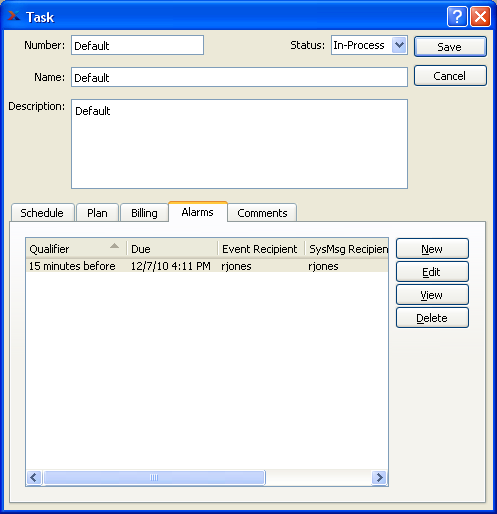 Task
Number: Default Status: In-Process Save
Name: Default Cancel
Description: Default
Schedule Plan Billing Alarms Comments
Qualifier Due Event Recipient SysMsg Recipien New
15 minutes before 12/7/10 4:11 PM rjones rjones Edit
View
Delete